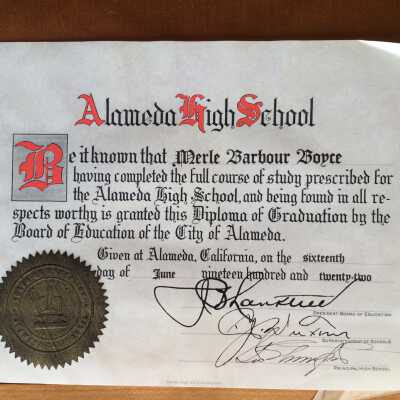 Alameda High School
Be it known that Merle Barbour Boyce
having completed the full course of study prescribed for
the Alameda High School, and being found in all re-
spects worthy is granted this Diploma of Graduation by the
Board of Education of the City of Alameda.
Given at Alameda, California, on the sixteenth
day of June nineteen hundred and twenty-two
President Board of Education
Superintendent of Schools
Principal High School